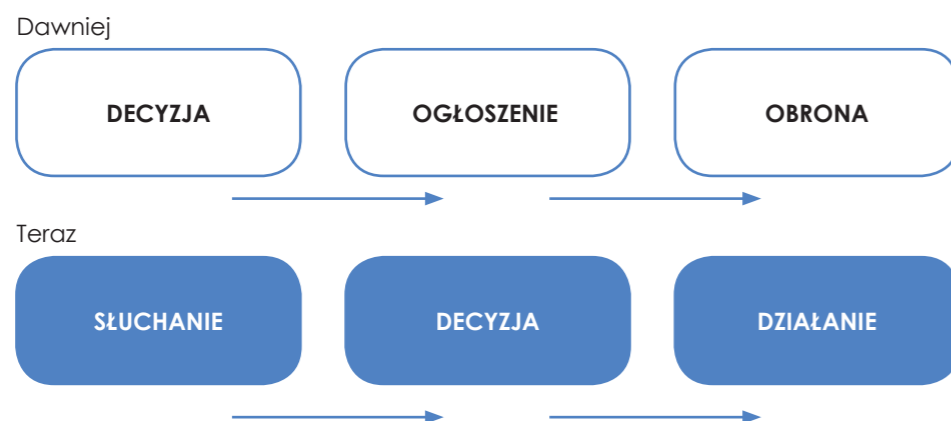 Dawniej
DECYZJA
OGŁOSZENIE
OBRONA
Teraz
SŁUCHANIE
DECYZJA
DZIAŁANIE